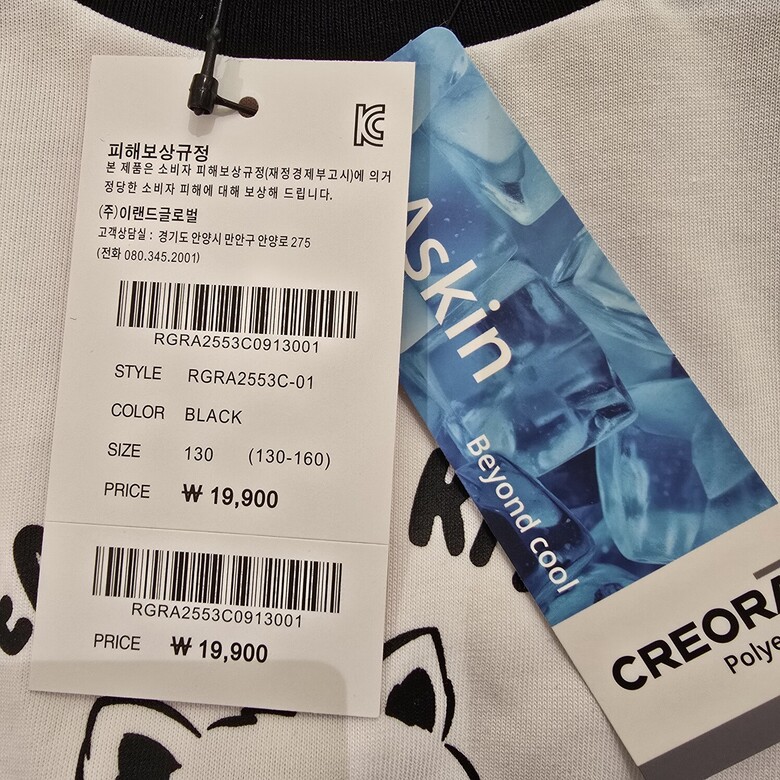 피해보상규정
본 제품은 소비자 피해보상규정(재정경제부고시)에 의거
정당한 소비자 피해에 대해 보상해 드립니다.
(주)이랜드글로벌
고객상담실 : 경기도 안양시 만안구 안양로 275
(전화 080.345.2001)
RGRA2553C0913001
STYLE RGRA2553C-01
COLOR BLACK
SIZE 130 (130-160)
PRICE ₩ 19,900
RGRA2553C0913001
PRICE ₩ 19,900
Askin
Beyond cool